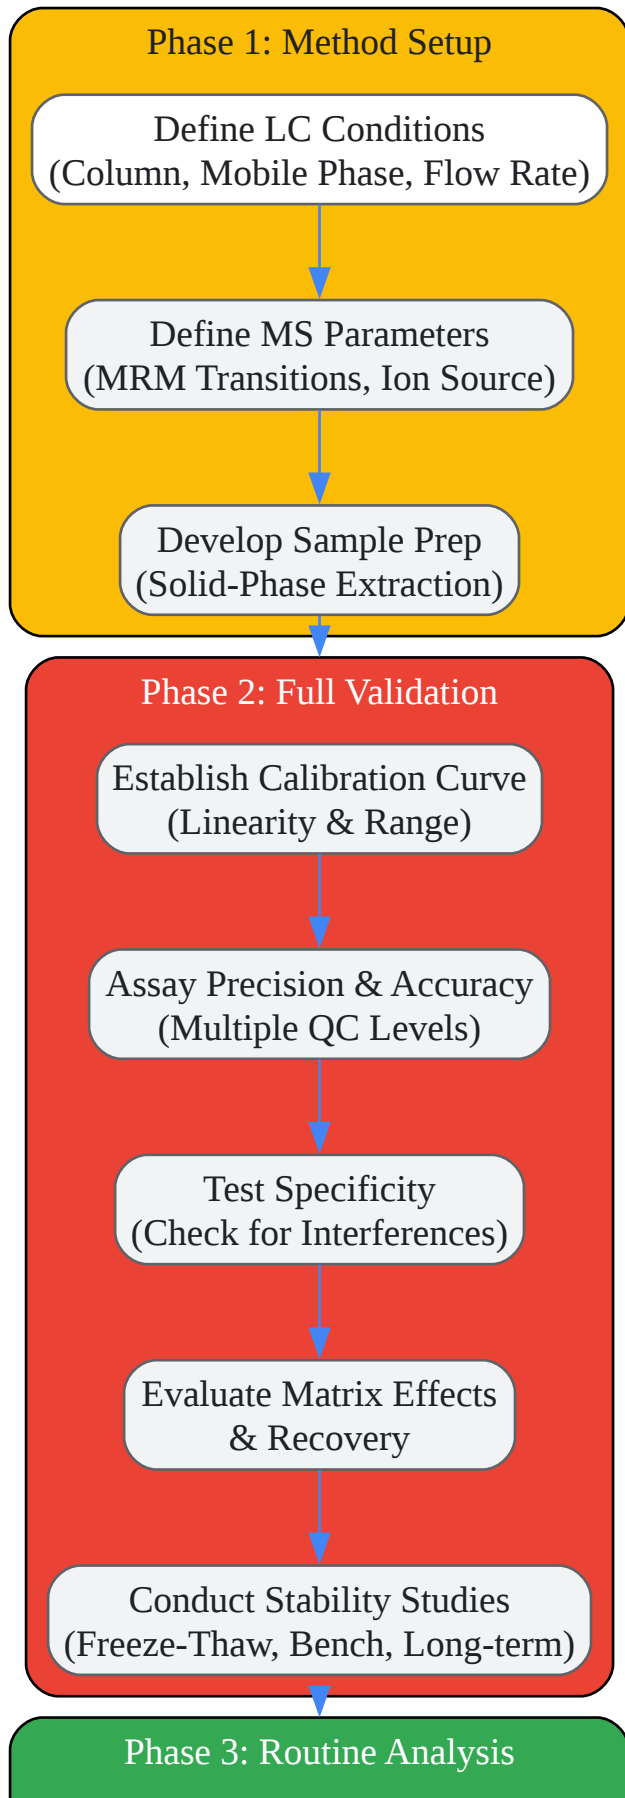 Phase 1: Method Setup
Define LC Conditions
(Column, Mobile Phase, Flow Rate)
Define MS Parameters
(MRM Transitions, Ion Source)
Develop Sample Prep
(Solid-Phase Extraction)
Phase 2: Full Validation
Establish Calibration Curve
(Linearity & Range)
Assay Precision & Accuracy
(Multiple QC Levels)
Test Specificity
(Check for Interferences)
Evaluate Matrix Effects
& Recovery
Conduct Stability Studies
(Freeze-Thaw, Bench, Long-term)
Phase 3: Routine Analysis